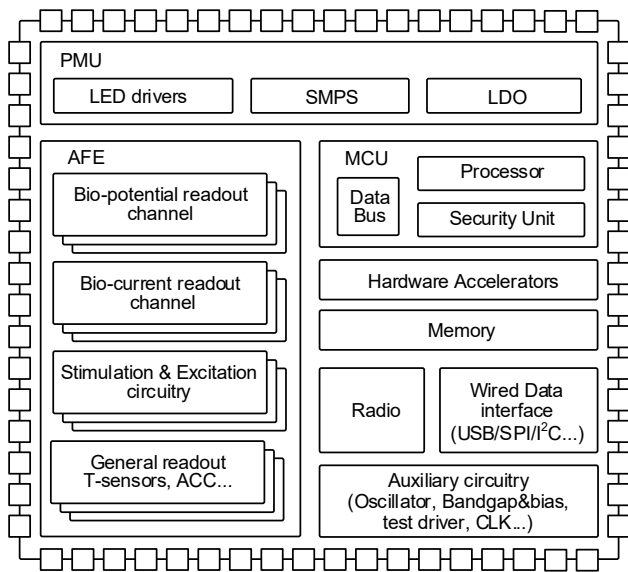 PMU
LED drivers
SMPS
LDO
AFE
Bio-potential readout
channel
Bio-current readout
channel
Stimulation & Excitation
circuitry
General readout
T-sensors, ACC...
MCU
Data
Bus
Processor
Security Unit
Hardware Accelerators
Memory
Radio
Wired Data
interface
(USB/SPI/I²C...)
Auxiliary circuitry
(Oscillator, Bandgap&bias,
test driver, CLK...)